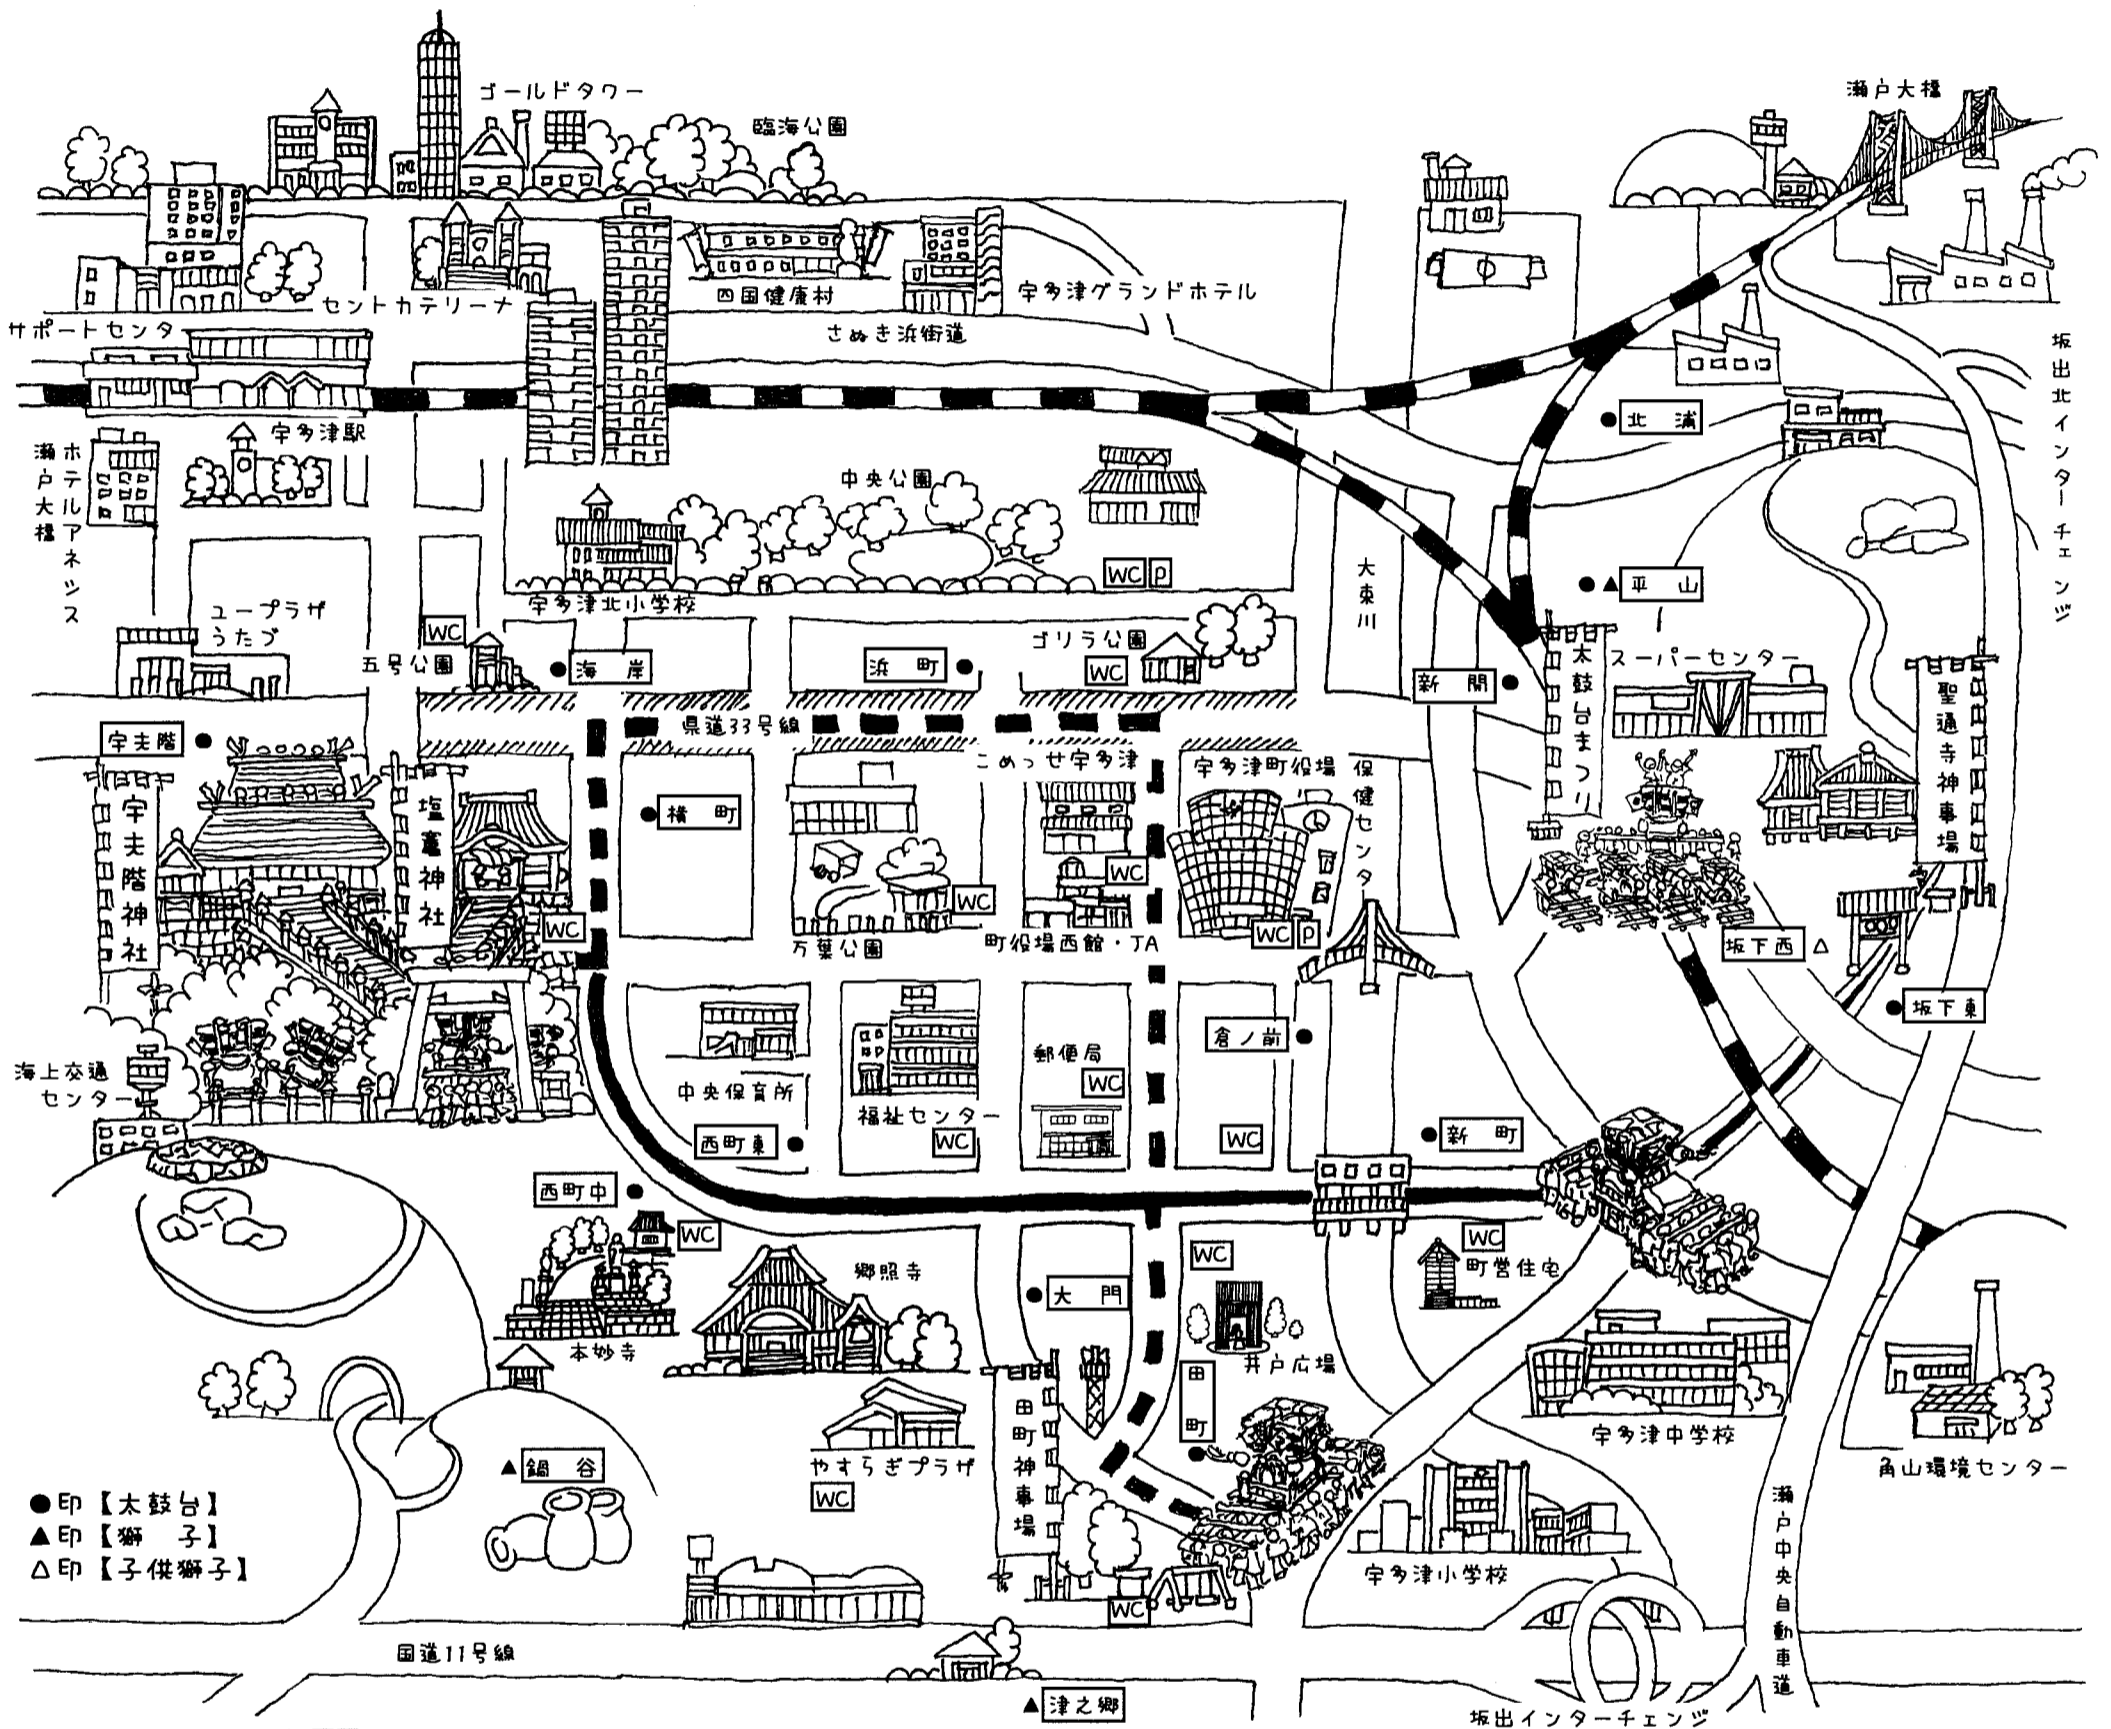 ゴールドタワー
臨海公園
瀬戸大橋
セントカテリーナ
四国健康村
宇多津グランドホテル
サポートセンター
さぬき浜街道
坂出北インターチェンジ
宇多津駅
北浦
瀬戸大橋
ホテルアネシス
中央公園
WC P
大東川
平山
宇多津北小学校
ユープラザ
うたづ
WC
五号公園
海岸
浜町
ゴリラ公園
WC
新開
太鼓台まつり
スーパーセンター
聖通寺神事場
宇夫階
県道33号線
こめっせ宇多津
宇多津町役場
保健センター
宇夫階神社
塩竈神社
横町
WC
WC
WC
WC P
万葉公園
町役場西館・JA
坂下西
坂下東
倉ノ前
郵便局
WC
海上交通
センター
中央保育所
福祉センター
WC
WC
新町
西町東
西町中
WC
本妙寺
郷照寺
大門
WC
井戸広場
WC
町営住宅
田町
田町神事場
宇多津中学校
角山環境センター
やすらぎプラザ
WC
鍋谷
●印【太鼓台】
▲印【獅　子】
△印【子供獅子】
宇多津小学校
瀬戸中央自動車道
WC
国道11号線
津之郷
坂出インターチェンジ